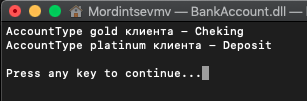 Mordintsevmv — BankAccount.dll —
AccountType gold клиента – Cheking
AccountType platinum клиента – Deposit
Press any key to continue...